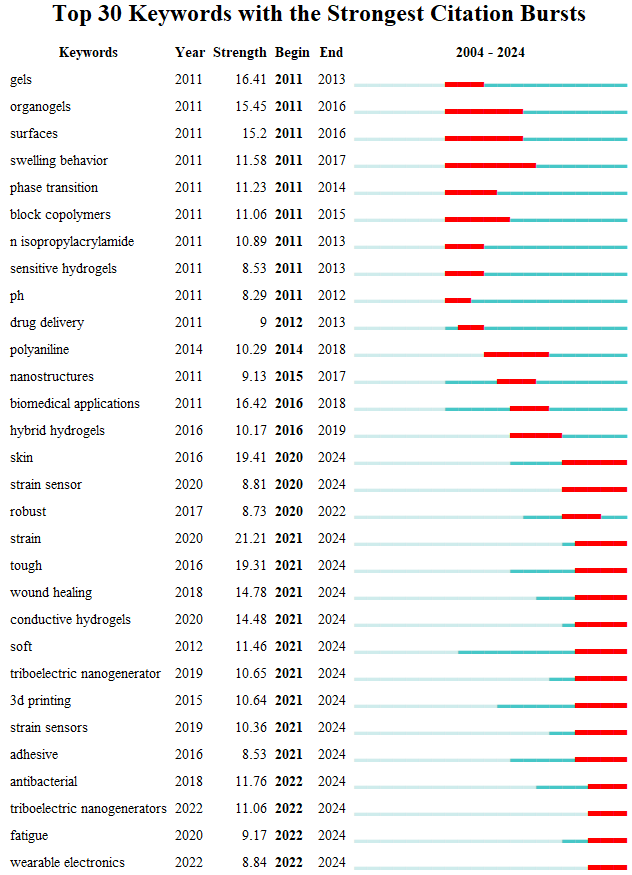 Top 30 Keywords with the Strongest Citation Bursts
Keywords Year Strength Begin End 2004 - 2024
gels 2011 16.41 2011 2013
organogels 2011 15.45 2011 2016
surfaces 2011 15.2 2011 2016
swelling behavior 2011 11.58 2011 2017
phase transition 2011 11.23 2011 2014
block copolymers 2011 11.06 2011 2015
n isopropylacrylamide 2011 10.89 2011 2013
sensitive hydrogels 2011 8.53 2011 2013
ph 2011 8.29 2011 2012
drug delivery 2011 9 2012 2013
polyaniline 2014 10.29 2014 2018
nanostructures 2011 9.13 2015 2017
biomedical applications 2011 16.42 2016 2018
hybrid hydrogels 2016 10.17 2016 2019
skin 2016 19.41 2020 2024
strain sensor 2020 8.81 2020 2024
robust 2017 8.73 2020 2022
strain 2020 21.21 2021 2024
tough 2016 19.31 2021 2024
wound healing 2018 14.78 2021 2024
conductive hydrogels 2020 14.48 2021 2024
soft 2012 11.46 2021 2024
triboelectric nanogenerator 2019 10.65 2021 2024
3d printing 2015 10.64 2021 2024
strain sensors 2019 10.36 2021 2024
adhesive 2016 8.53 2021 2024
antibacterial 2018 11.76 2022 2024
triboelectric nanogenerators 2022 11.06 2022 2024
fatigue 2020 9.17 2022 2024
wearable electronics 2022 8.84 2022 2024